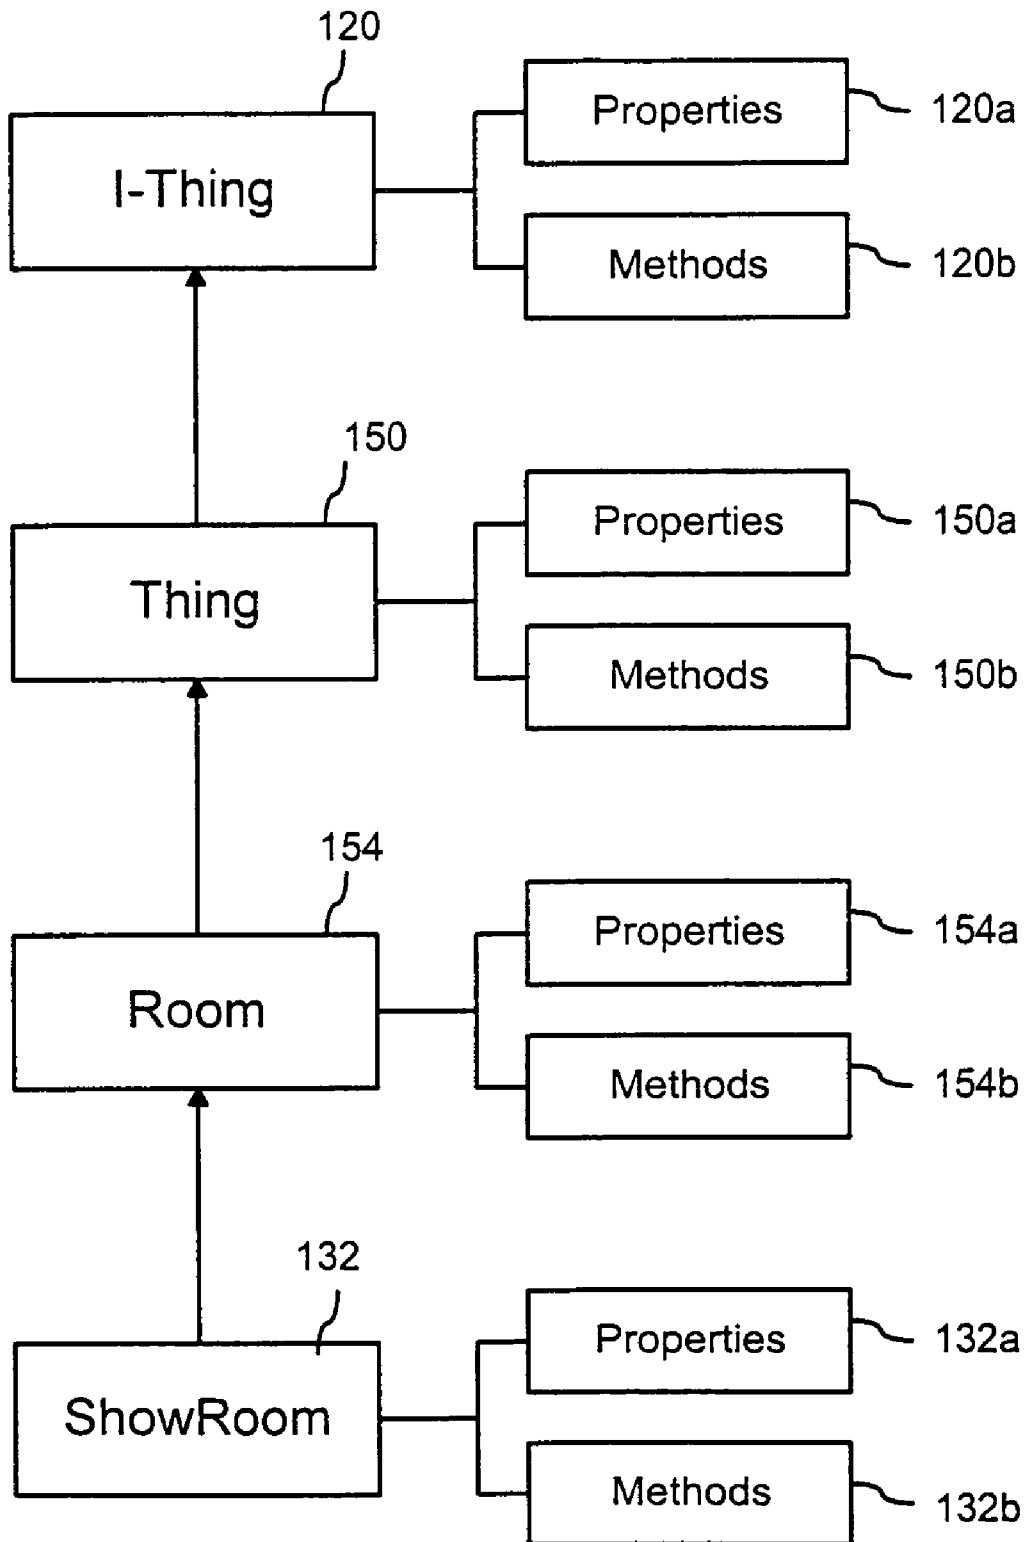 120
Properties
120a
I-Thing
Methods
120b
150
Properties
150a
Thing
Methods
150b
154
Properties
154a
Room
Methods
154b
132
Properties
132a
ShowRoom
Methods
132b